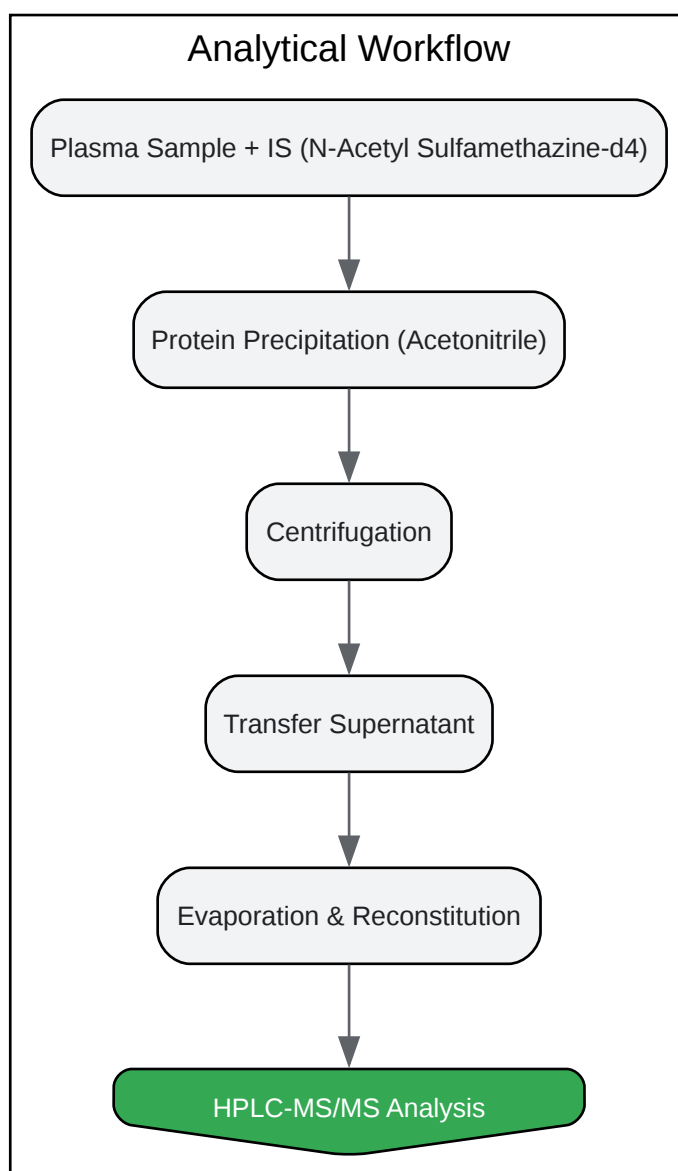 Analytical Workflow
Plasma Sample + IS (N-Acetyl Sulfamethazine-d4)
Protein Precipitation (Acetonitrile)
Centrifugation
Transfer Supernatant
Evaporation & Reconstitution
HPLC-MS/MS Analysis